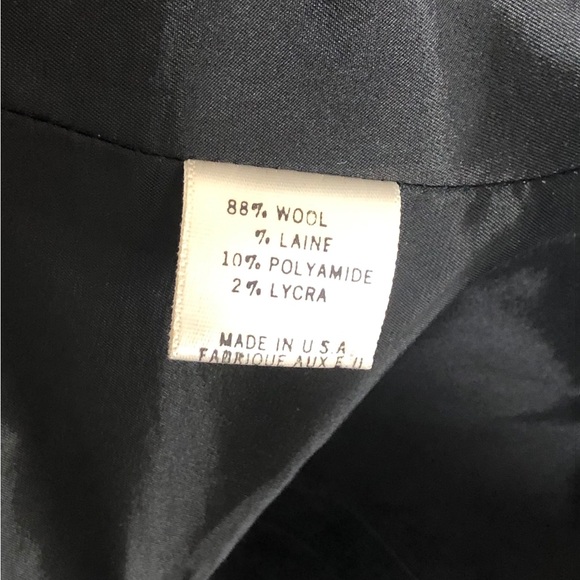 88% WOOL
% LAINE
10% POLYAMIDE
2% LYCRA
MADE IN U.S.A
FABRIQUE AUX E U